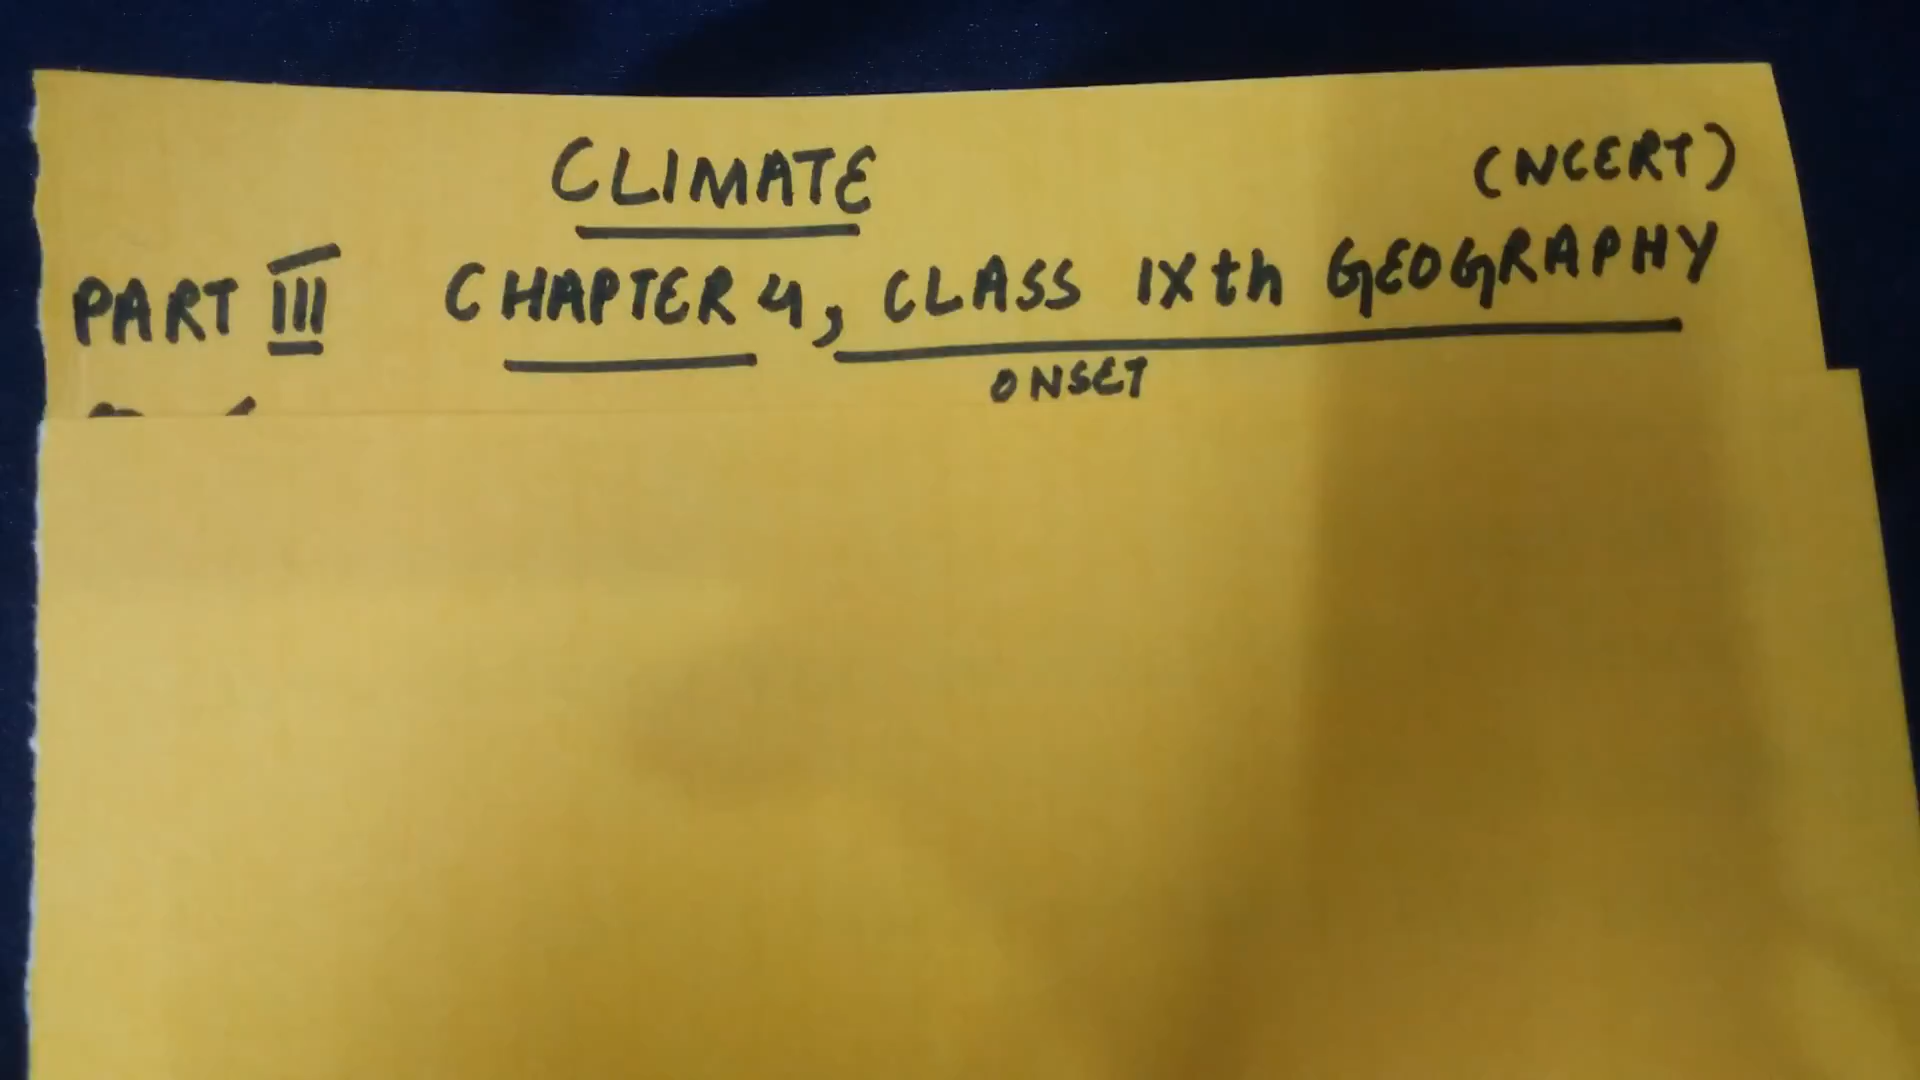 CLIMATE (NCERT)
PART III CHAPTER 4, CLASS IXth GEOGRAPHY
ONSET